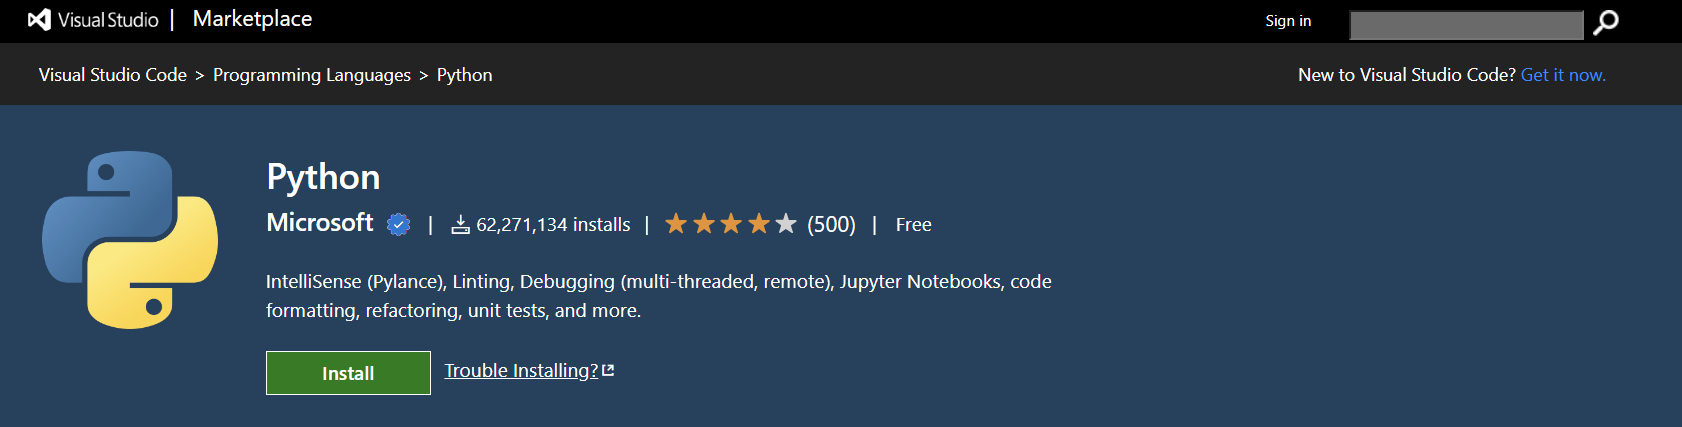 Visual Studio | Marketplace
Sign in
Visual Studio Code > Programming Languages > Python
New to Visual Studio Code? Get it now.
Python
Microsoft | 62,271,134 installs | (500) | Free
IntelliSense (Pylance), Linting, Debugging (multi-threaded, remote), Jupyter Notebooks, code
formatting, refactoring, unit tests, and more.
Install
Trouble Installing?